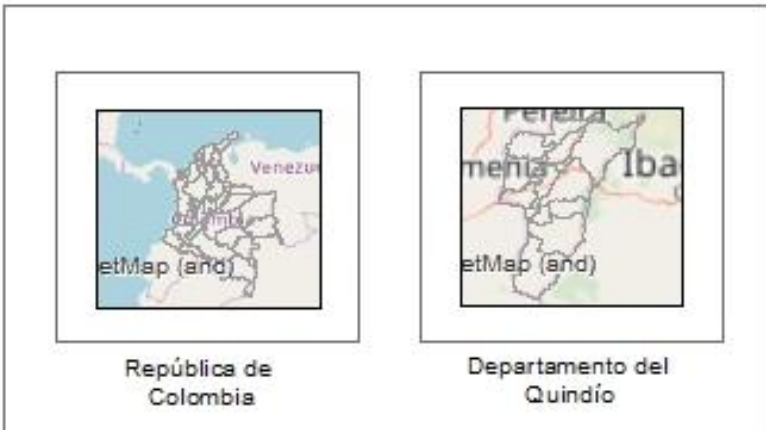 Venezu
Colombia
etMap (and)
República de
Colombia
Pereira
menia
Iba
etMap (and)
Departamento del
Quindío